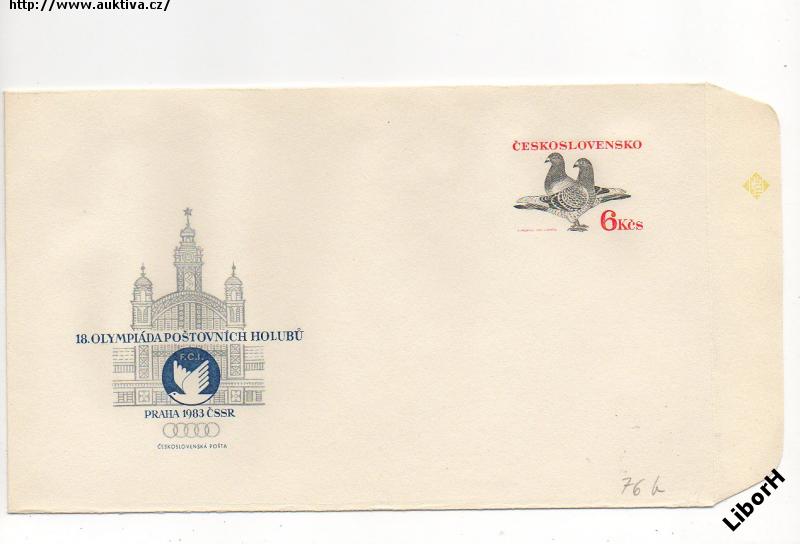 http://www.auktiva.cz/
ČESKOSLOVENSKO
6Kčs
18. OLYMPIÁDA POŠTOVNÍCH HOLUBŮ
F.C.I.
PRAHA 1983 ČSSR
ČESKOSLOVENSKÁ POŠTA
76 b
LiborH